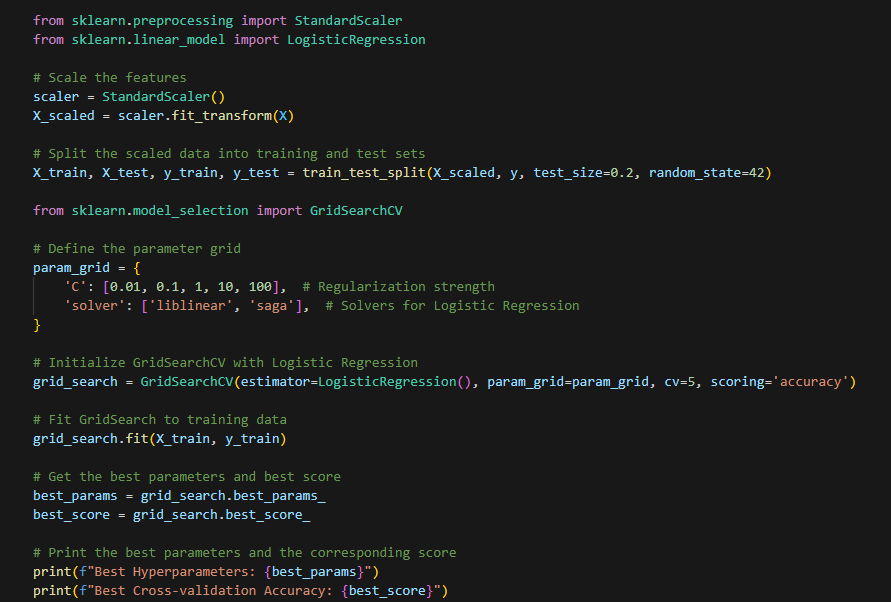 from sklearn.preprocessing import StandardScaler
from sklearn.linear_model import LogisticRegression

# Scale the features
scaler = StandardScaler()
X_scaled = scaler.fit_transform(X)

# Split the scaled data into training and test sets
X_train, X_test, y_train, y_test = train_test_split(X_scaled, y, test_size=0.2, random_state=42)

from sklearn.model_selection import GridSearchCV

# Define the parameter grid
param_grid = {
    'C': [0.01, 0.1, 1, 10, 100],  # Regularization strength
    'solver': ['liblinear', 'saga'],  # Solvers for Logistic Regression
}

# Initialize GridSearchCV with Logistic Regression
grid_search = GridSearchCV(estimator=LogisticRegression(), param_grid=param_grid, cv=5, scoring='accuracy')

# Fit GridSearch to training data
grid_search.fit(X_train, y_train)

# Get the best parameters and best score
best_params = grid_search.best_params_
best_score = grid_search.best_score_

# Print the best parameters and the corresponding score
print(f"Best Hyperparameters: {best_params}")
print(f"Best Cross-validation Accuracy: {best_score}")